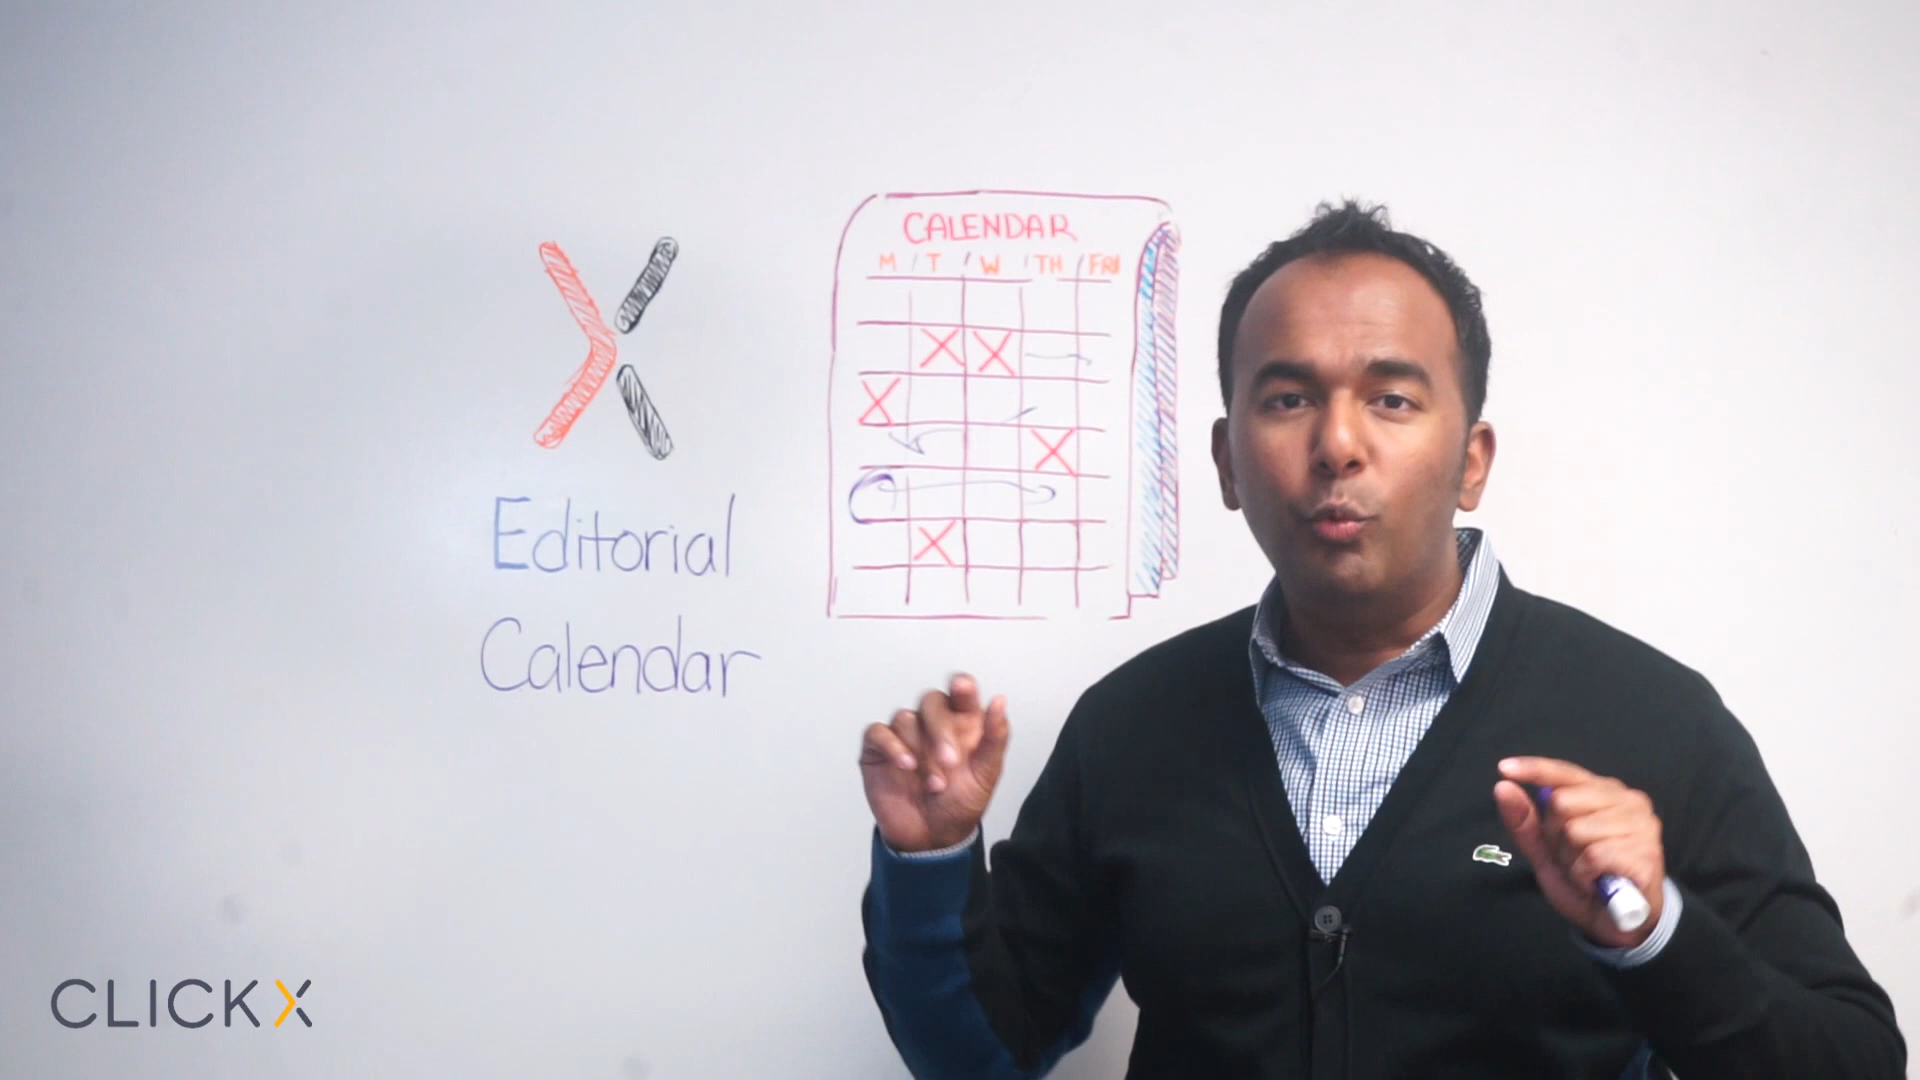 CALENDAR
M T W TH FRI
Editorial
Calendar
CLICKX